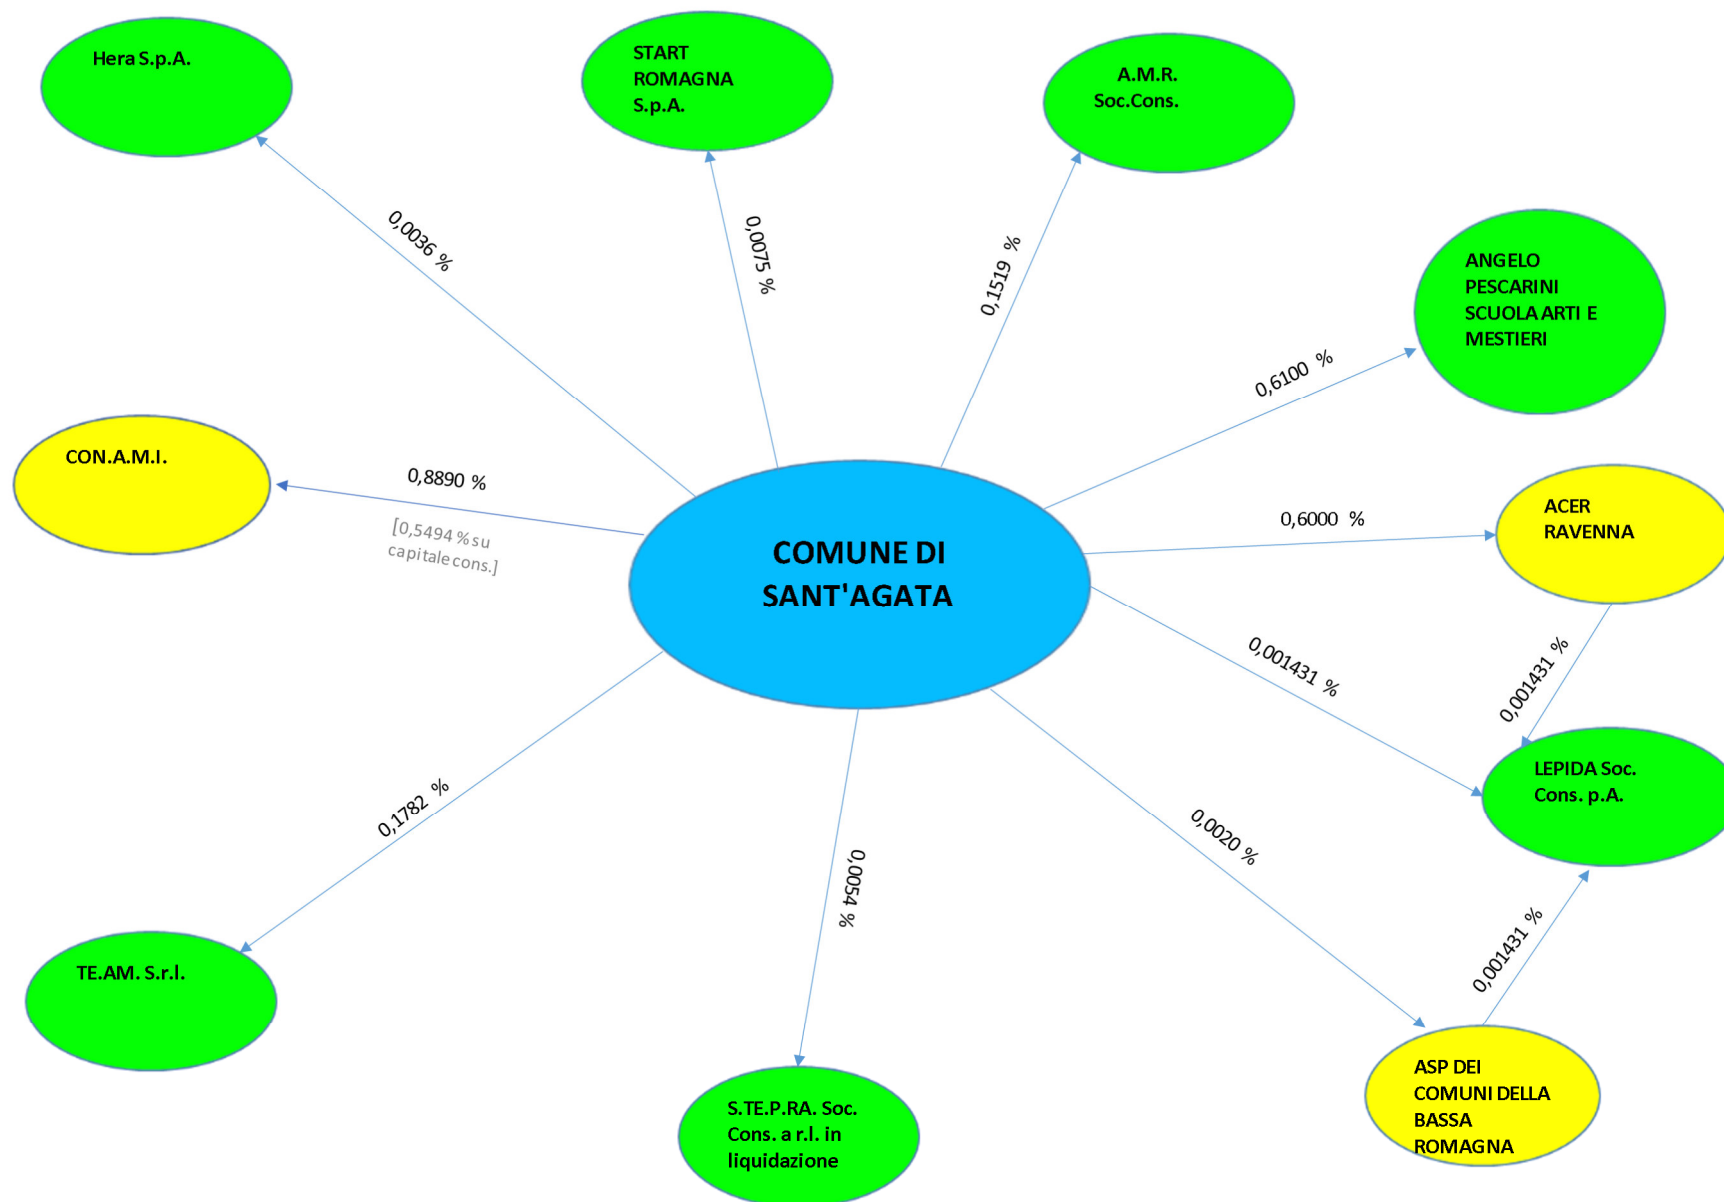 Hera S.p.A.
START
ROMAGNA
S.p.A.
A.M.R.
Soc.Cons.
0,0036 %
0,0075 %
0,1519 %
ANGELO
PESCARINI
SCUOLA ARTI E
MESTIERI
0,6100 %
CON.A.M.I.
0,8890 %
[0,5494 % su
capitale cons.]
COMUNE DI
SANT'AGATA
0,6000 %
ACER
RAVENNA
0,001431 %
0,001431 %
LEPIDA Soc.
Cons. p.A.
0,1782 %
0,0054 %
0,0020 %
0,001431 %
TE.AM. S.r.l.
S.TE.P.RA. Soc.
Cons. a r.l. in
liquidazione
ASP DEI
COMUNI DELLA
BASSA
ROMAGNA